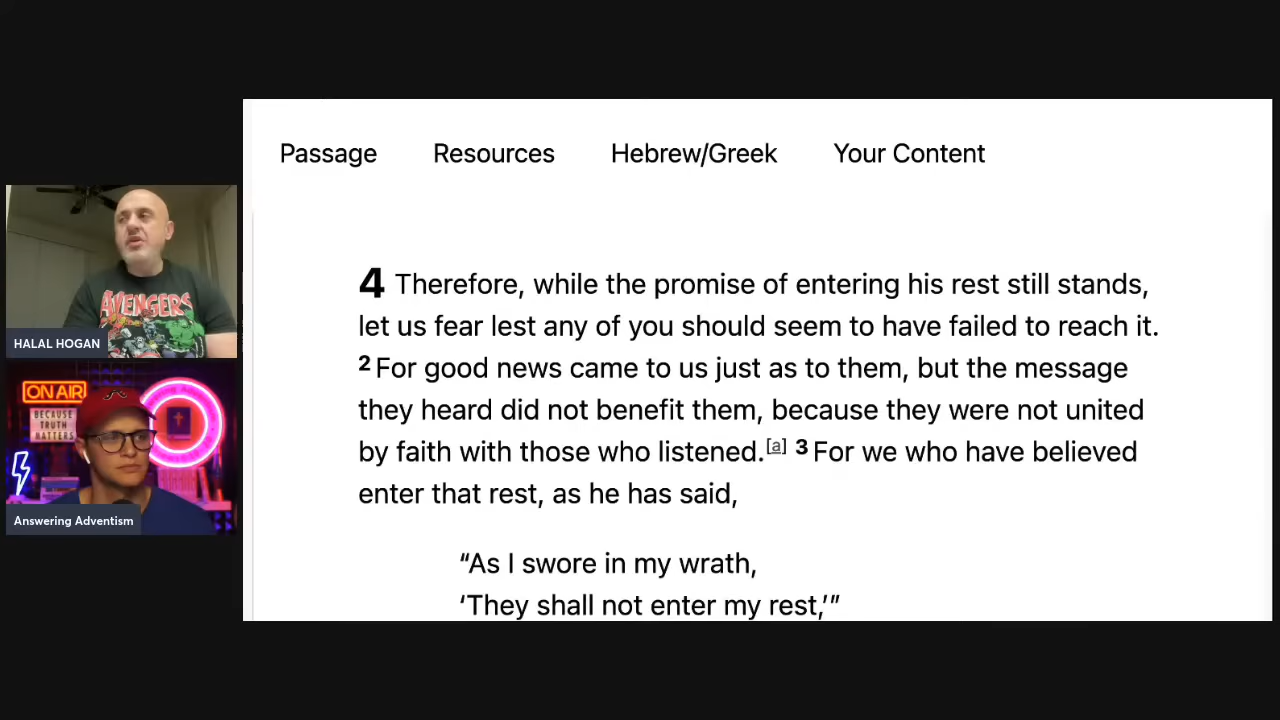 Passage Resources Hebrew/Greek Your Content
4 Therefore, while the promise of entering his rest still stands,
let us fear lest any of you should seem to have failed to reach it.
2 For good news came to us just as to them, but the message
they heard did not benefit them, because they were not united
by faith with those who listened.[a] 3 For we who have believed
enter that rest, as he has said,
“As I swore in my wrath,
‘They shall not enter my rest,’”
AVENGERS
HALAL HOGAN
ON AIR
BECAUSE
TRUTH
MATTERS
Answering Adventism